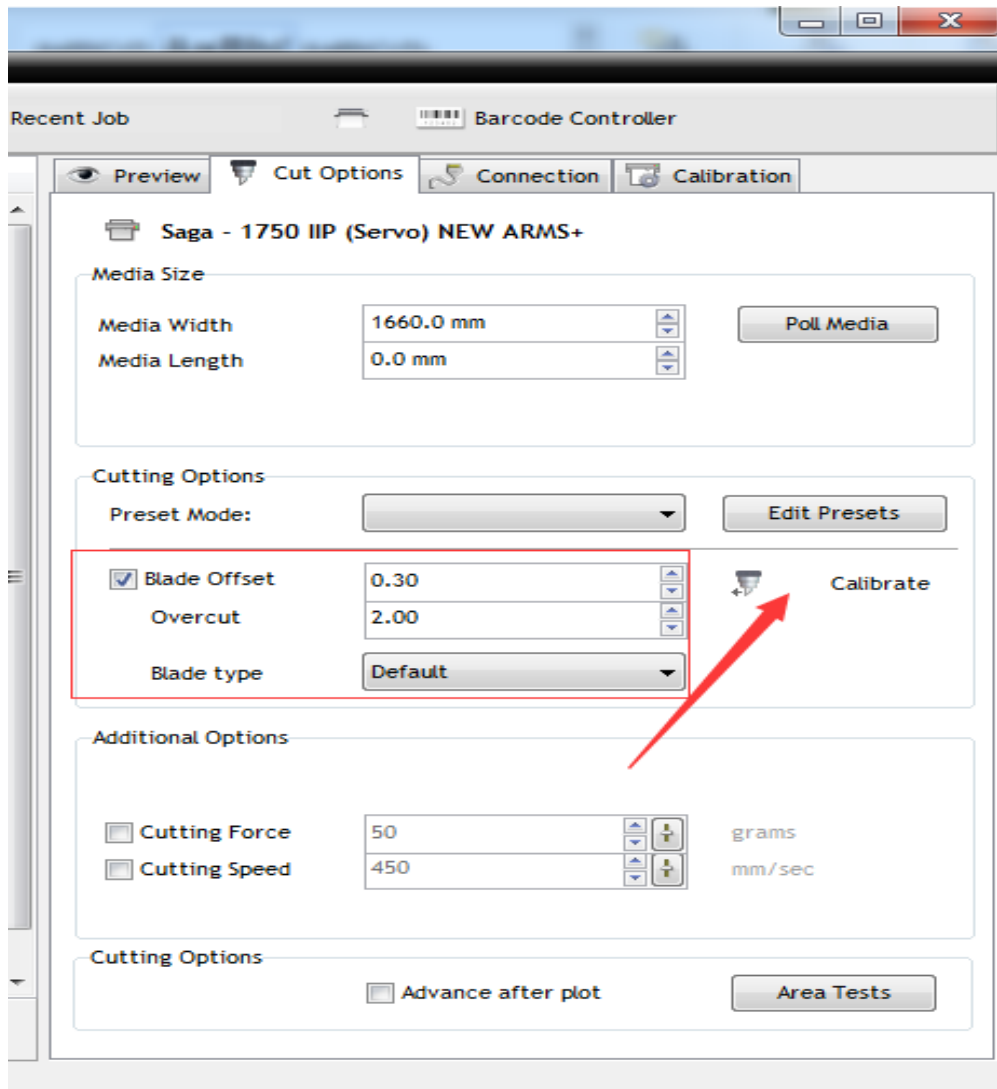 Recent Job Barcode Controller
Preview Cut Options Connection Calibration
Saga - 1750 IIP (Servo) NEW ARMS+
Media Size
Media Width 1660.0 mm Poll Media
Media Length 0.0 mm
Cutting Options
Preset Mode: Edit Presets
Blade Offset 0.30 Calibrate
Overcut 2.00
Blade type Default
Additional Options
Cutting Force 50 grams
Cutting Speed 450 mm/sec
Cutting Options
Advance after plot Area Tests